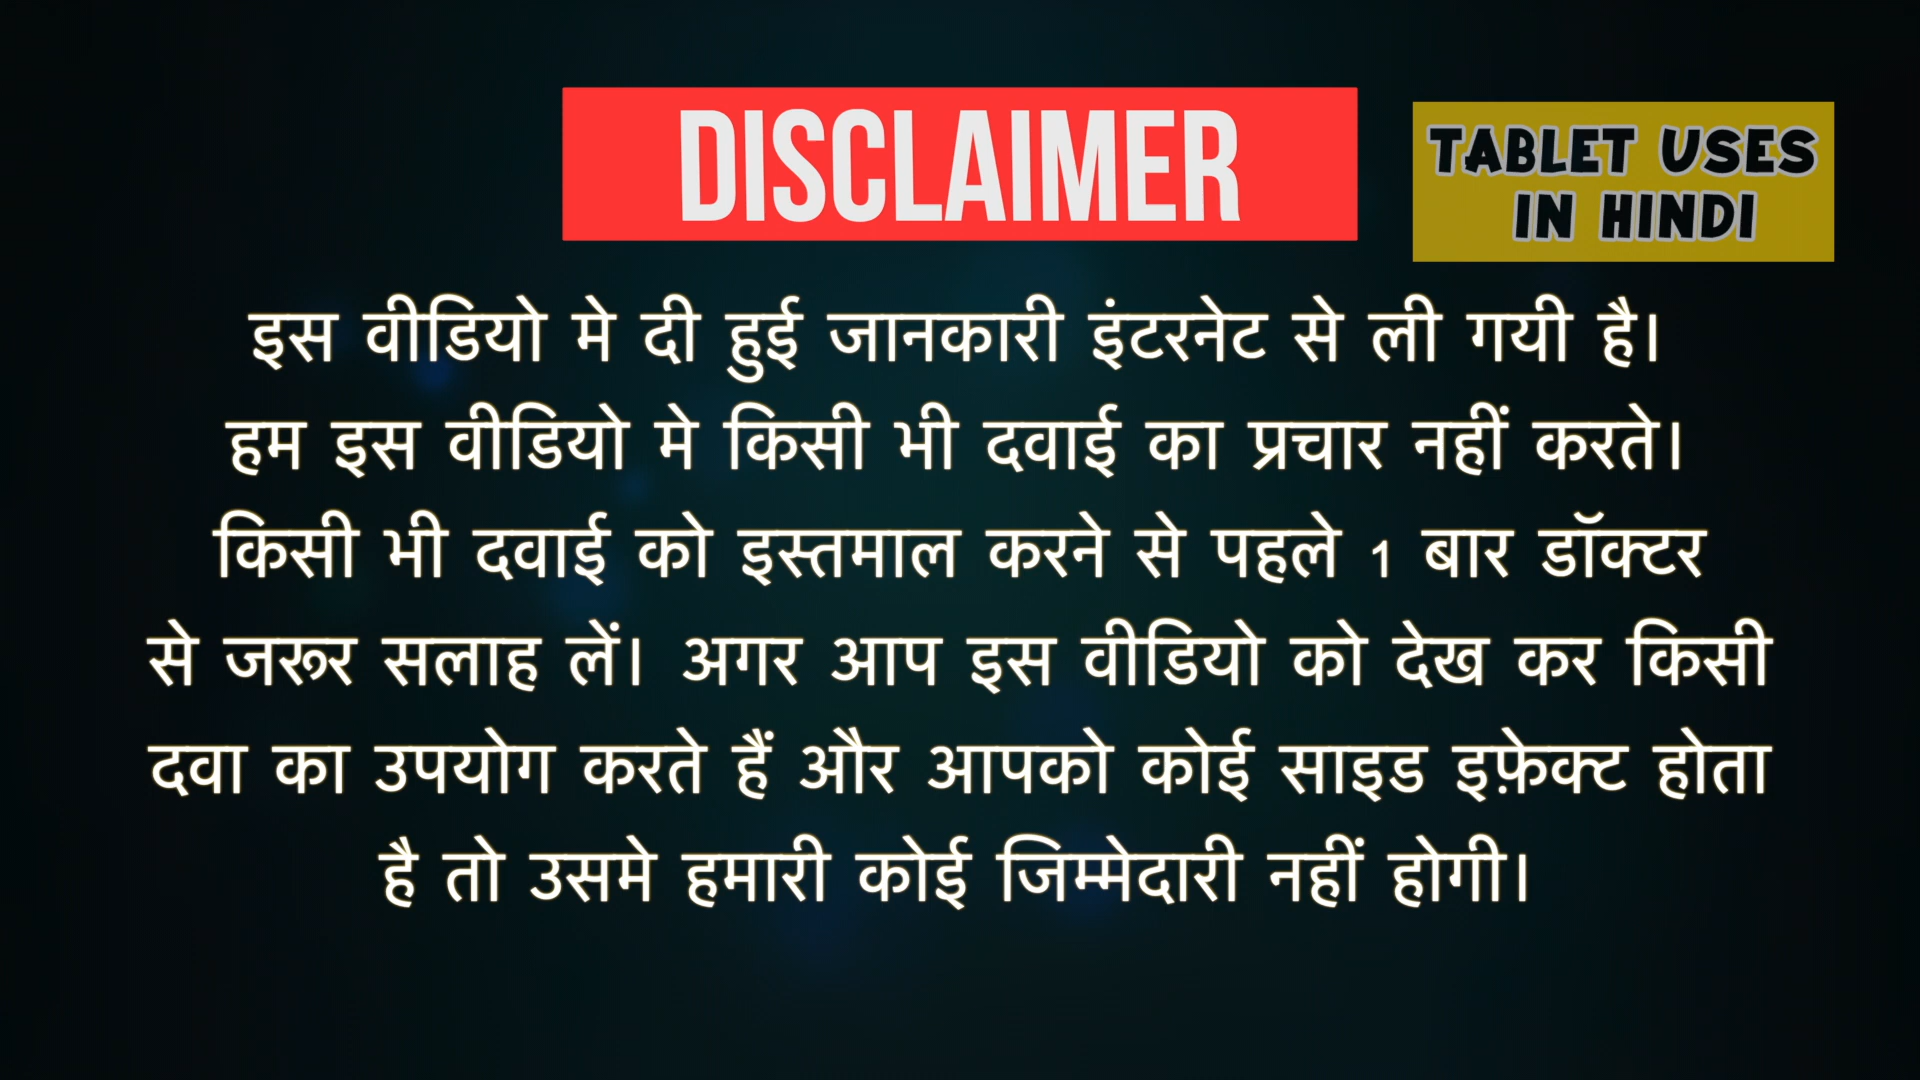 DISCLAIMER
TABLET USES
IN HINDI
इस वीडियो मे दी हुई जानकारी इंटरनेट से ली गयी है।
हम इस वीडियो मे किसी भी दवाई का प्रचार नहीं करते।
किसी भी दवाई को इस्तमाल करने से पहले 1 बार डॉक्टर
से जरूर सलाह लें। अगर आप इस वीडियो को देख कर किसी
दवा का उपयोग करते हैं और आपको कोई साइड इफ़ेक्ट होता
है तो उसमे हमारी कोई जिम्मेदारी नहीं होगी।